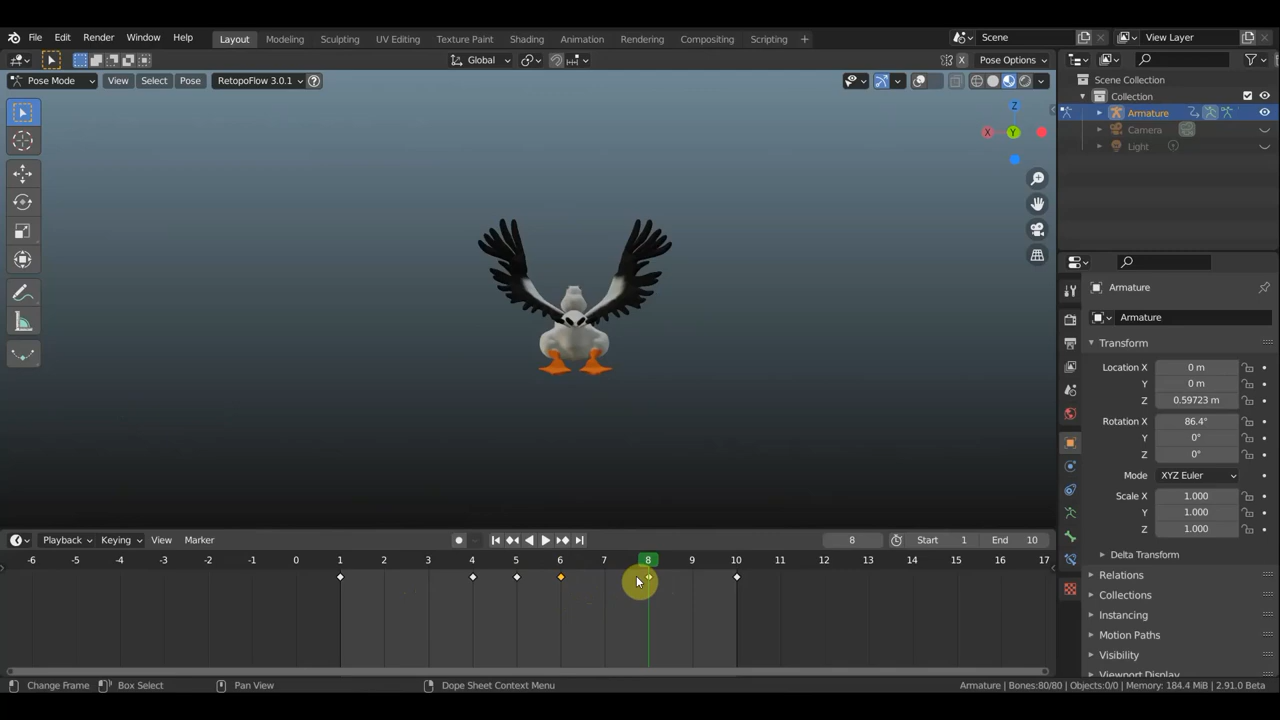 File Edit Render Window Help Layout Modeling Sculpting UV Editing Texture Paint Shading Animation Rendering Compositing Scripting + Scene View Layer
Global X Pose Options
Pose Mode View Select Pose RetopoFlow 3.0.1
Scene Collection
Collection
Armature
Camera
Light
Z
X Y
Armature
Armature
Transform
Location X 0 m
Y 0 m
Z 0.59723 m
Rotation X 86.4°
Y 0°
Z 0°
Mode XYZ Euler
Scale X 1.000
Y 1.000
Z 1.000
Delta Transform
Relations
Collections
Instancing
Motion Paths
Visibility
Viewport Display
Playback Keying View Marker 8 Start 1 End 10
-6 -5 -4 -3 -2 -1 0 1 2 3 4 5 6 7 8 9 10 11 12 13 14 15 16 17
Change Frame Box Select Pan View Dope Sheet Context Menu Armature | Bones:80/80 | Objects:0/0 | Memory: 184.4 MiB | 2.91.0 Beta